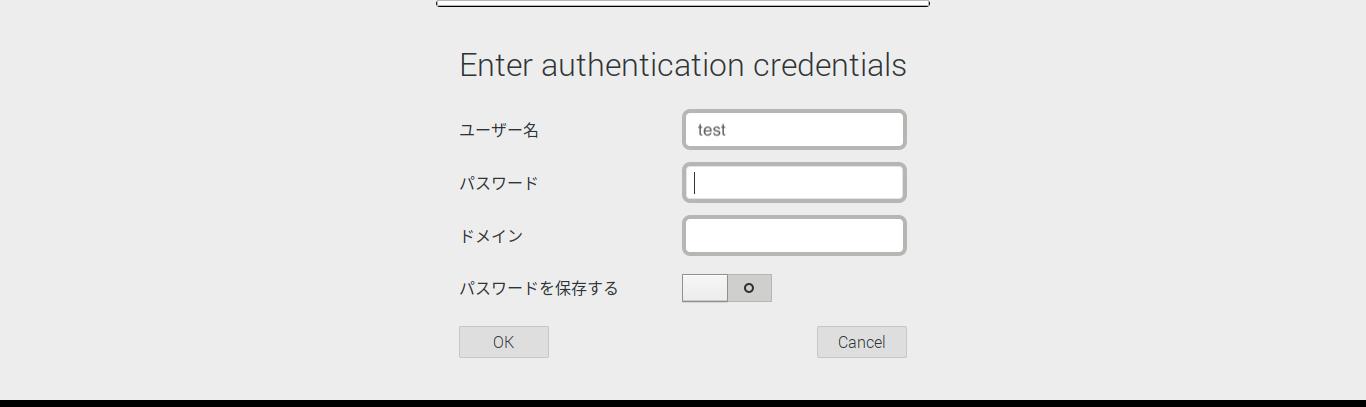 Enter authentication credentials
ユーザー名 test
パスワード
ドメイン
パスワードを保存する
OK Cancel